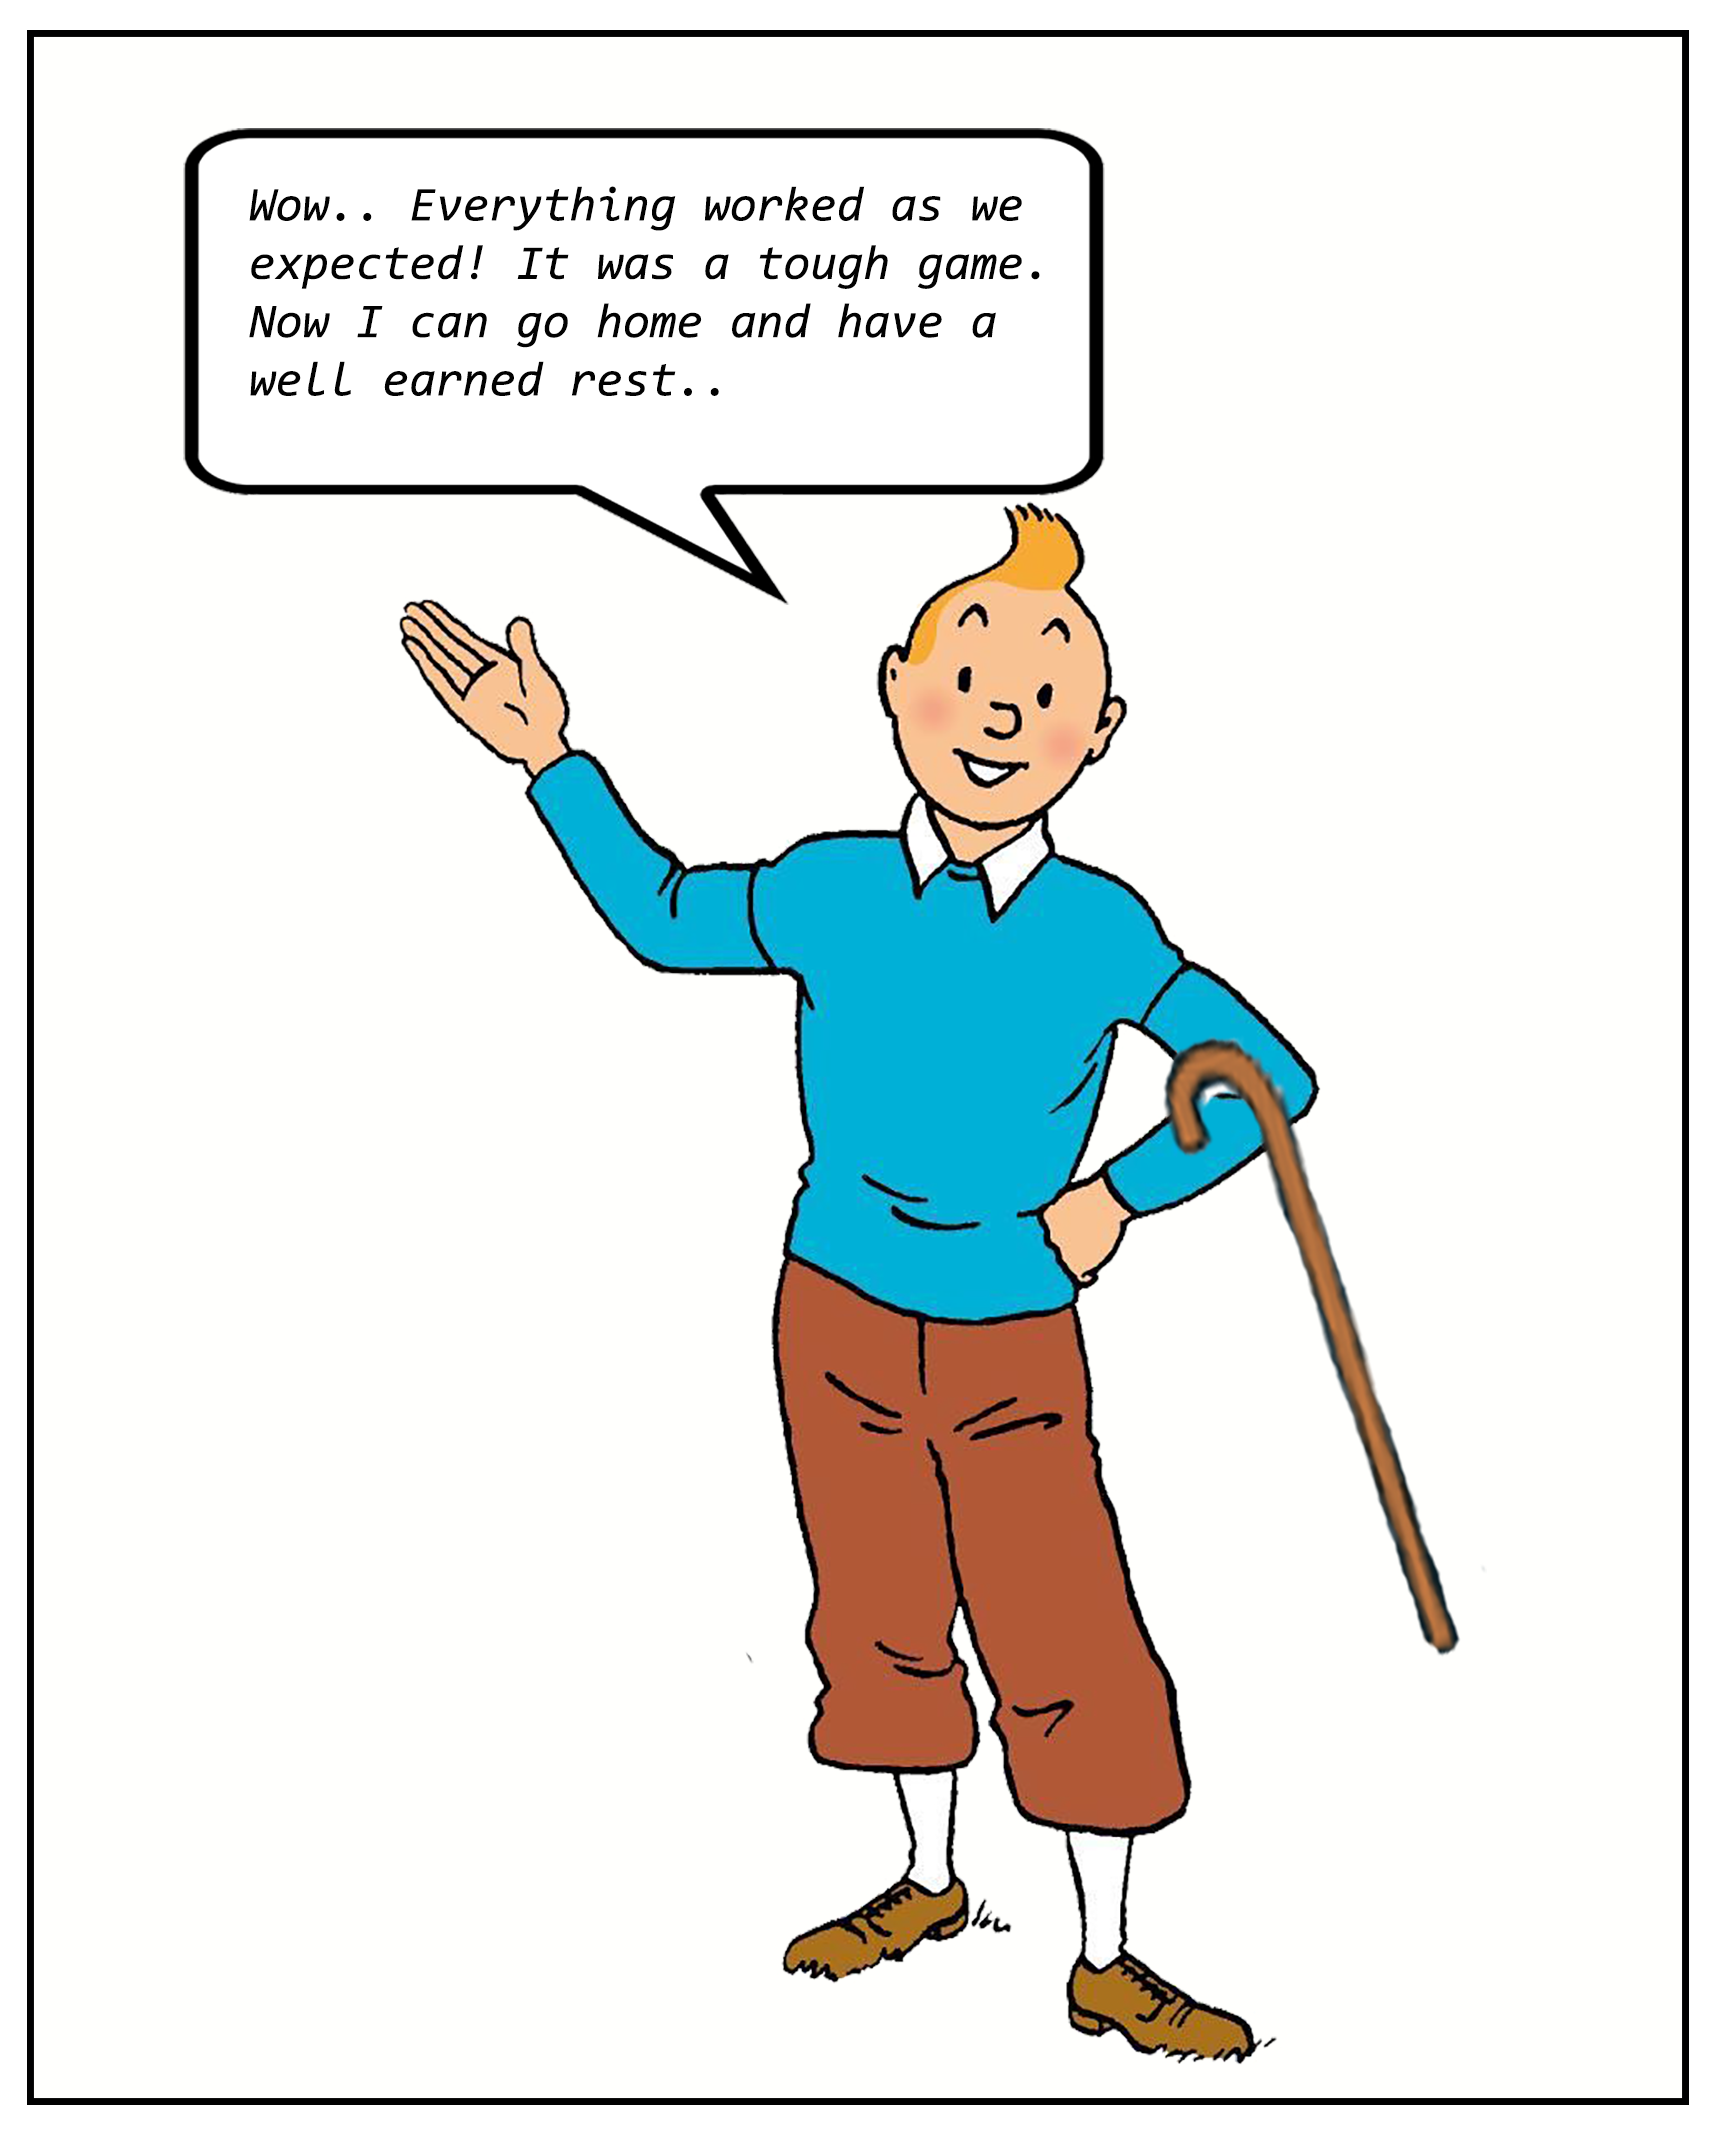 Wow.. Everything worked as we
expected! It was a tough game.
Now I can go home and have a
well earned rest..